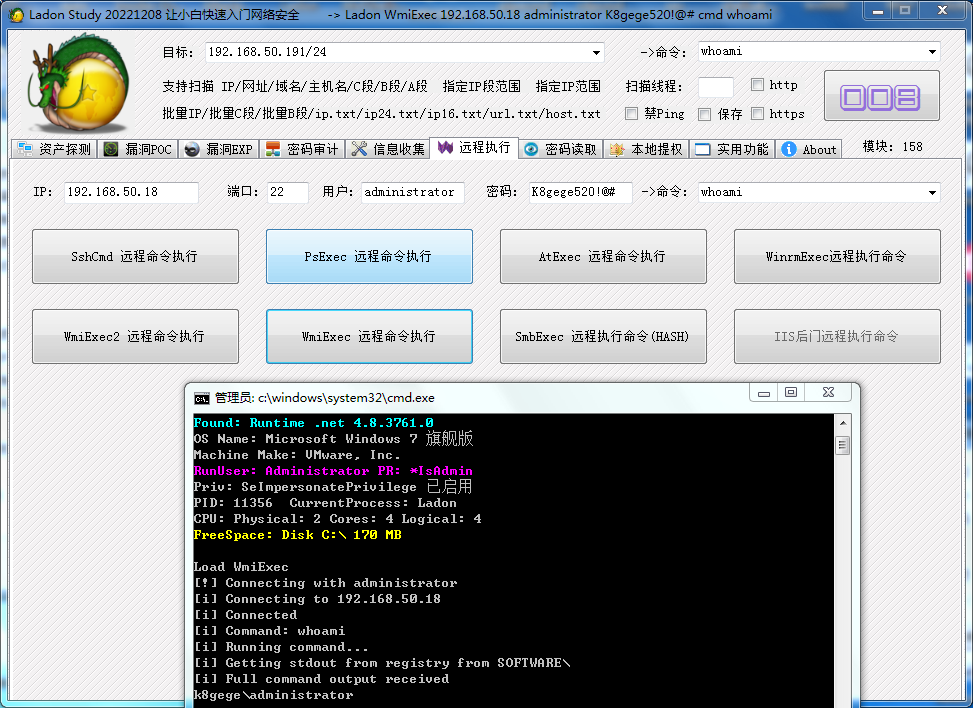 Ladon Study 20221208 让小白快速入门网络安全 -> Ladon WmiExec 192.168.50.18 administrator K8gege520!@# cmd whoami
目标: 192.168.50.191/24 ->命令: whoami
支持扫描 IP/网址/域名/主机名/C段/B段/A段 指定IP段范围 指定IP范围 扫描线程: http
批量IP/批量C段/批量B段/ip.txt/ip24.txt/ip16.txt/url.txt/host.txt 禁Ping 保存 https
资产探测 漏洞POC 漏洞EXP 密码审计 信息收集 远程执行 密码读取 本地提权 实用功能 About 模块: 158
IP: 192.168.50.18 端口: 22 用户: administrator 密码: K8gege520!@# ->命令: whoami
SshCmd 远程命令执行 PsExec 远程命令执行 AtExec 远程命令执行 WinrmExec远程执行命令
WmiExec2 远程命令执行 WmiExec 远程命令执行 SmbExec 远程执行命令(HASH) IIS后门远程执行命令
管理员: c:\windows\system32\cmd.exe
Found: Runtime .net 4.8.3761.0
OS Name: Microsoft Windows 7 旗舰版
Machine Make: VMware, Inc.
RunUser: Administrator PR: *IsAdmin
Priv: SeImpersonatePrivilege 已启用
PID: 11356 CurrentProcess: Ladon
CPU: Physical: 2 Cores: 4 Logical: 4
FreeSpace: Disk C:\ 170 MB
Load WmiExec
[!] Connecting with administrator
[i] Connecting to 192.168.50.18
[i] Connected
[i] Command: whoami
[i] Running command...
[i] Getting stdout from registry from SOFTWARE\
[i] Full command output received
k8gege\administrator